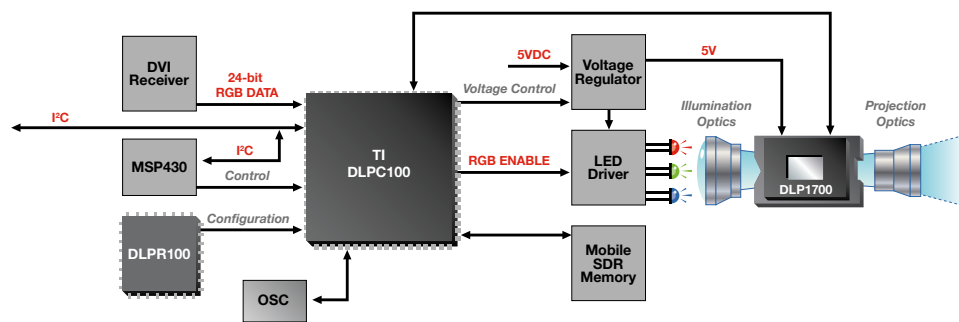 DVI
Receiver
24-bit
RGB DATA
I²C
I²C
MSP430
Control
Configuration
DLPR100
OSC
TI
DLPC100
5VDC
Voltage Control
RGB ENABLE
Voltage
Regulator
5V
LED
Driver
Mobile
SDR
Memory
Illumination
Optics
DLP1700
Projection
Optics